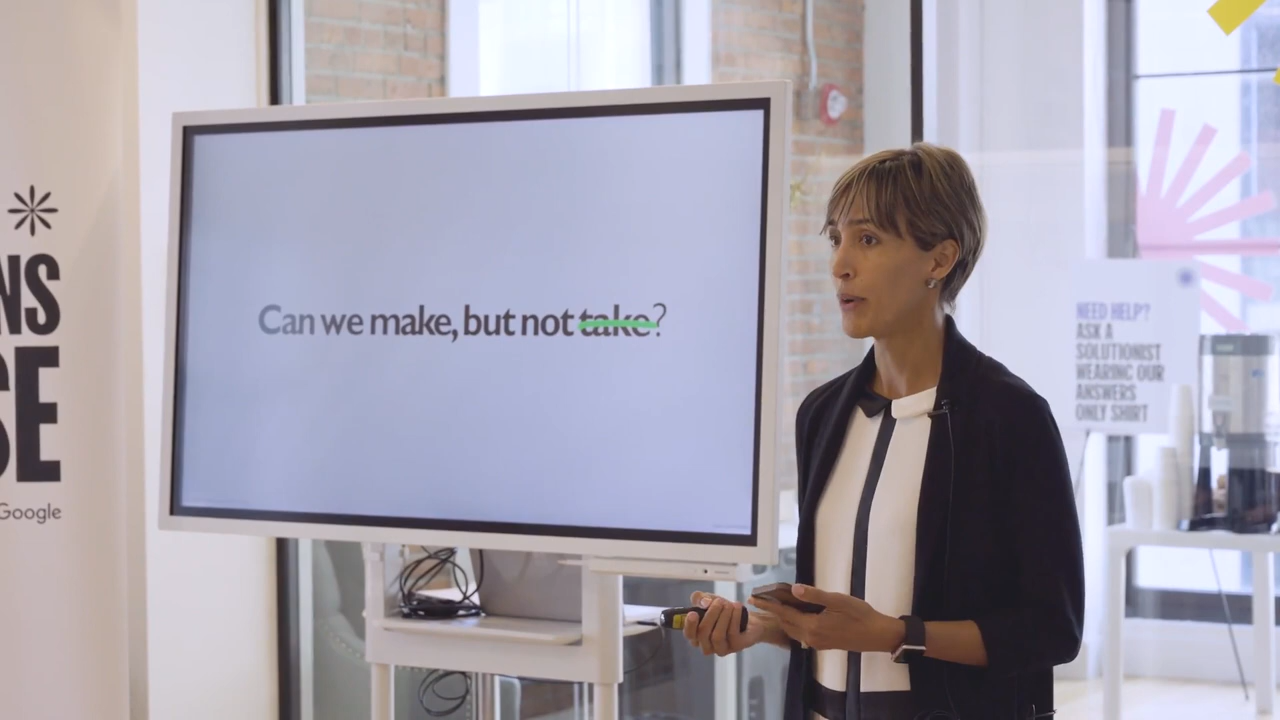 NS
SE
Google
Can we make, but not take?
NEED HELP?
ASK A
SOLUTIONIST
WEARING OUR
ANSWERS
ONLY SHIRT